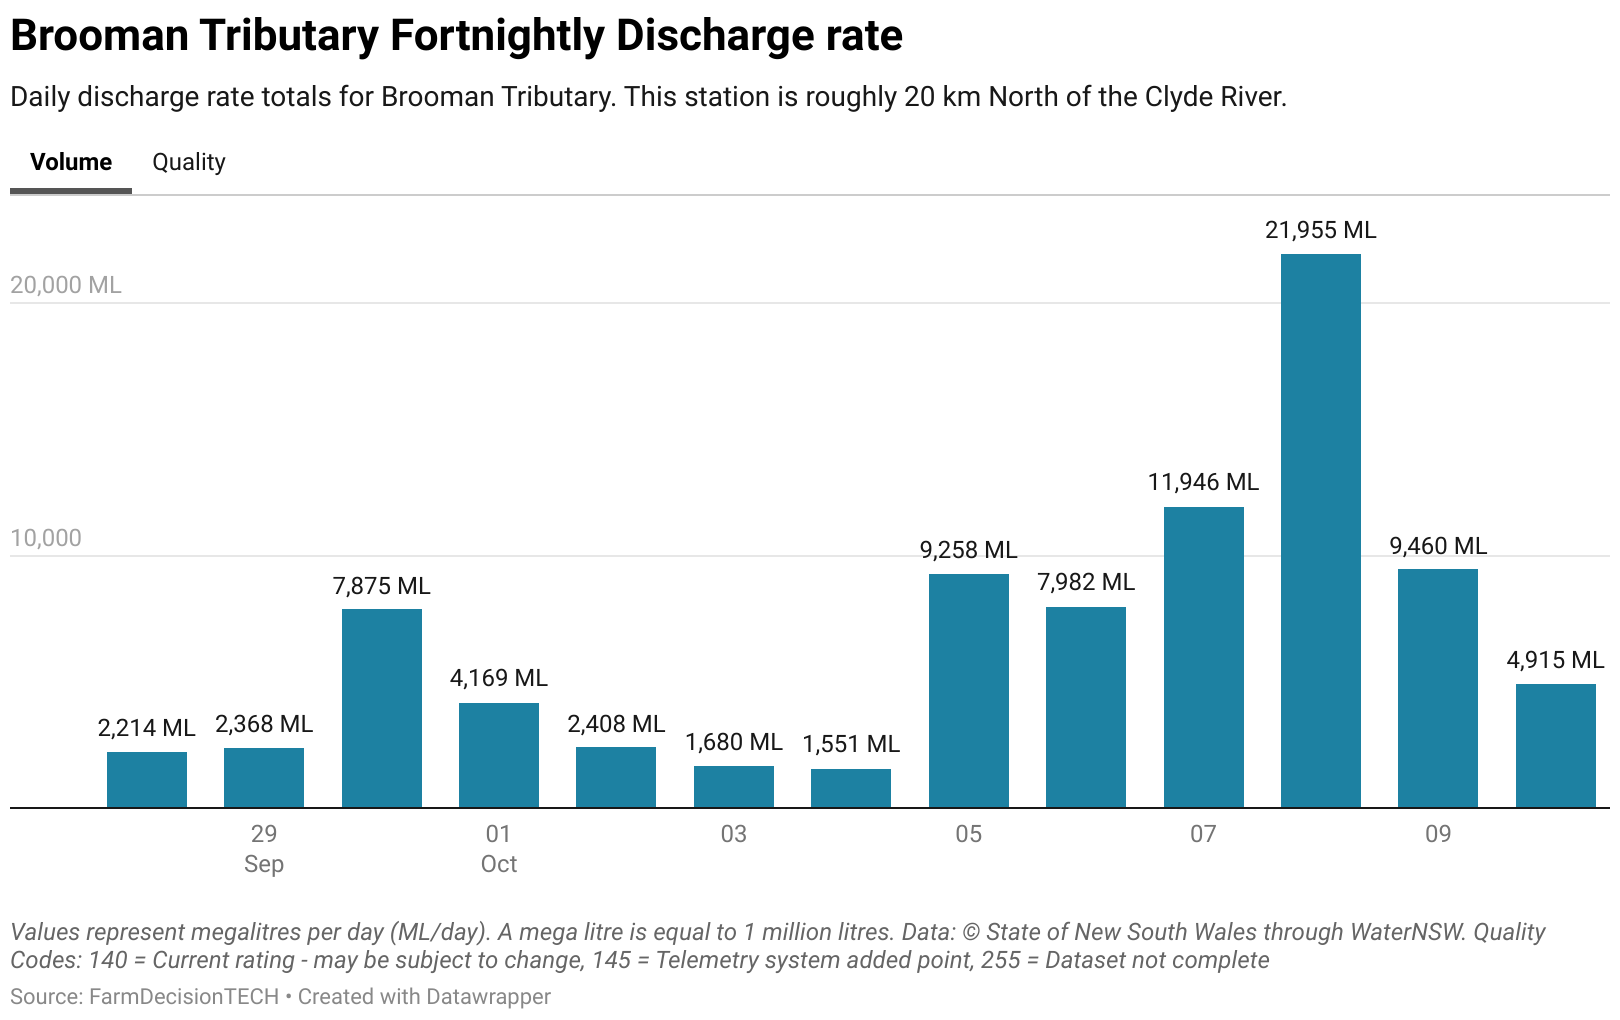 Brooman Tributary Fortnightly Discharge rate
Daily discharge rate totals for Brooman Tributary. This station is roughly 20 km North of the Clyde River.
Volume Quality
21,955 ML
20,000 ML
11,946 ML
10,000
9,258 ML
9,460 ML
7,875 ML
7,982 ML
4,169 ML
4,915 ML
2,214 ML
2,368 ML
2,408 ML
1,680 ML
1,551 ML
29 01 03 05 07 09
Sep Oct
Values represent megalitres per day (ML/day). A mega litre is equal to 1 million litres. Data: © State of New South Wales through WaterNSW. Quality
Codes: 140 = Current rating - may be subject to change, 145 = Telemetry system added point, 255 = Dataset not complete
Source: FarmDecisionTECH • Created with Datawrapper